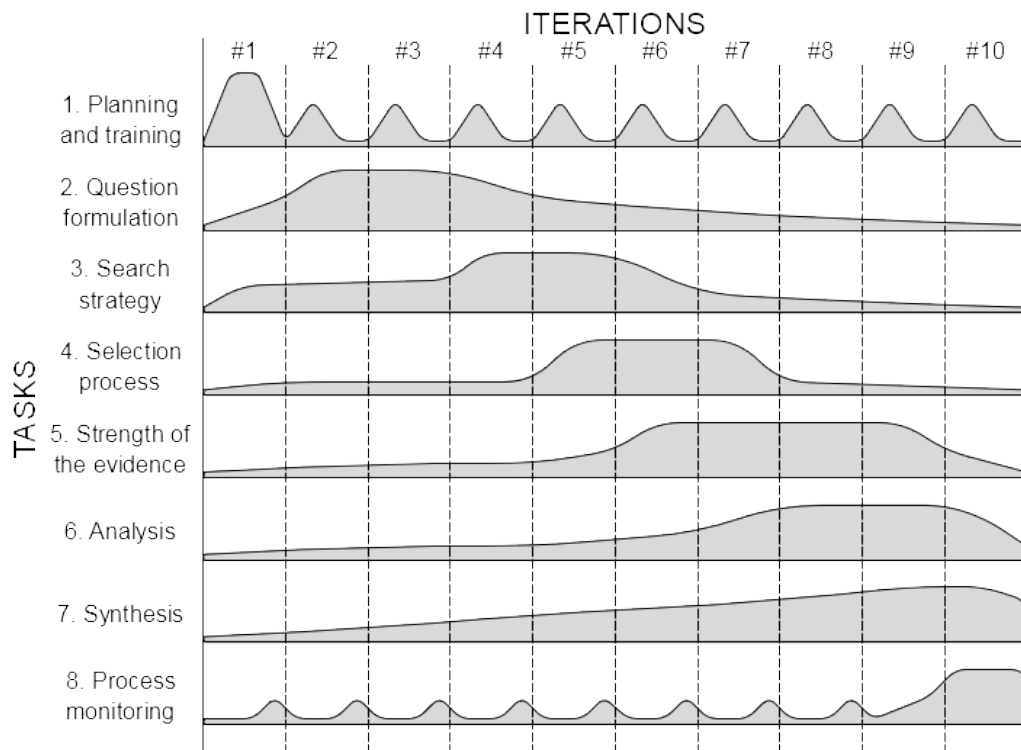 ITERATIONS
#1 #2 #3 #4 #5 #6 #7 #8 #9 #10
1. Planning
and training
2. Question
formulation
3. Search
strategy
4. Selection
process
5. Strength of
the evidence
6. Analysis
7. Synthesis
8. Process
monitoring
TASKS